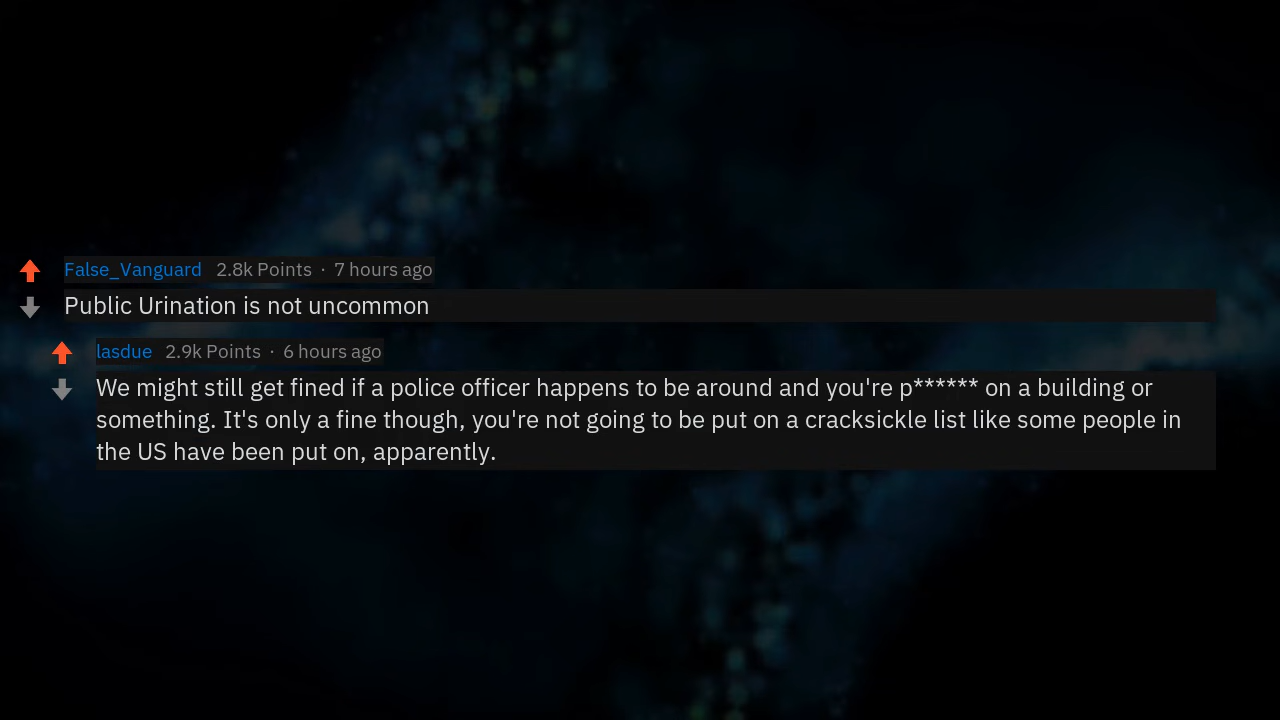 False_Vanguard 2.8k Points · 7 hours ago
Public Urination is not uncommon
lasdue 2.9k Points · 6 hours ago
We might still get fined if a police officer happens to be around and you're p****** on a building or
something. It's only a fine though, you're not going to be put on a cracksickle list like some people in
the US have been put on, apparently.